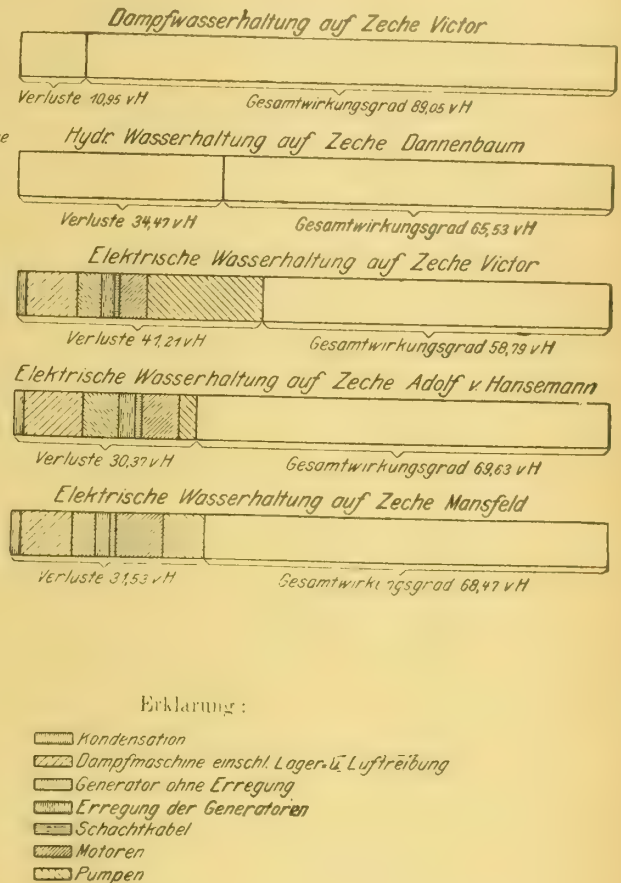 Dampfwasserhaltung auf Zeche Victor
Verluste 10,95 vH Gesamtwirkungsgrad 89,05 vH
Hydr. Wasserhaltung auf Zeche Dannenbaum
Verluste 34,47 vH Gesamtwirkungsgrad 65,53 vH
Elektrische Wasserhaltung auf Zeche Victor
Verluste 41,21 vH Gesamtwirkungsgrad 58,79 vH
Elektrische Wasserhaltung auf Zeche Adolf v. Hansemann
Verluste 30,37 vH Gesamtwirkungsgrad 69,63 vH
Elektrische Wasserhaltung auf Zeche Mansfeld
Verluste 31,53 vH Gesamtwirkungsgrad 68,47 vH
Erklärung:
Kondensation
Dampfmaschine einschl. Lager- u. Luftreibung
Generator ohne Erregung
Erregung der Generatoren
Schachtkabel
Motoren
Pumpen